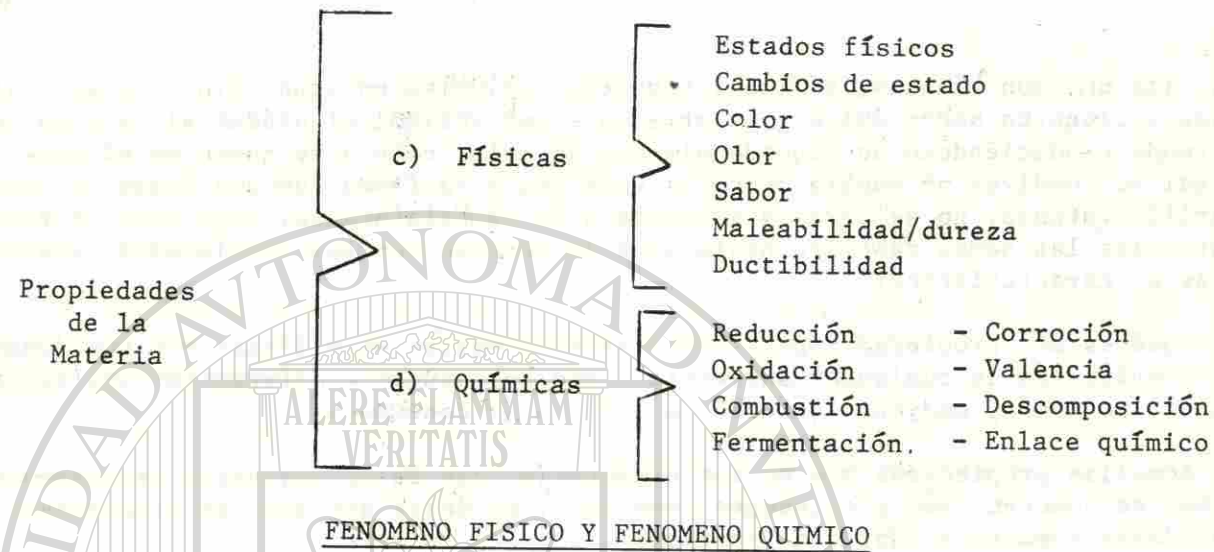 Propiedades
de la
Materia
c) Físicas
Estados físicos
Cambios de estado
Color
Olor
Sabor
Maleabilidad/dureza
Ductibilidad
d) Químicas
Reducción - Corroción
Oxidación - Valencia
Combustión - Descomposición
Fermentación. - Enlace químico
FENOMENO FISICO Y FENOMENO QUIMICO
ALERE FLAMMAM
VERITATIS